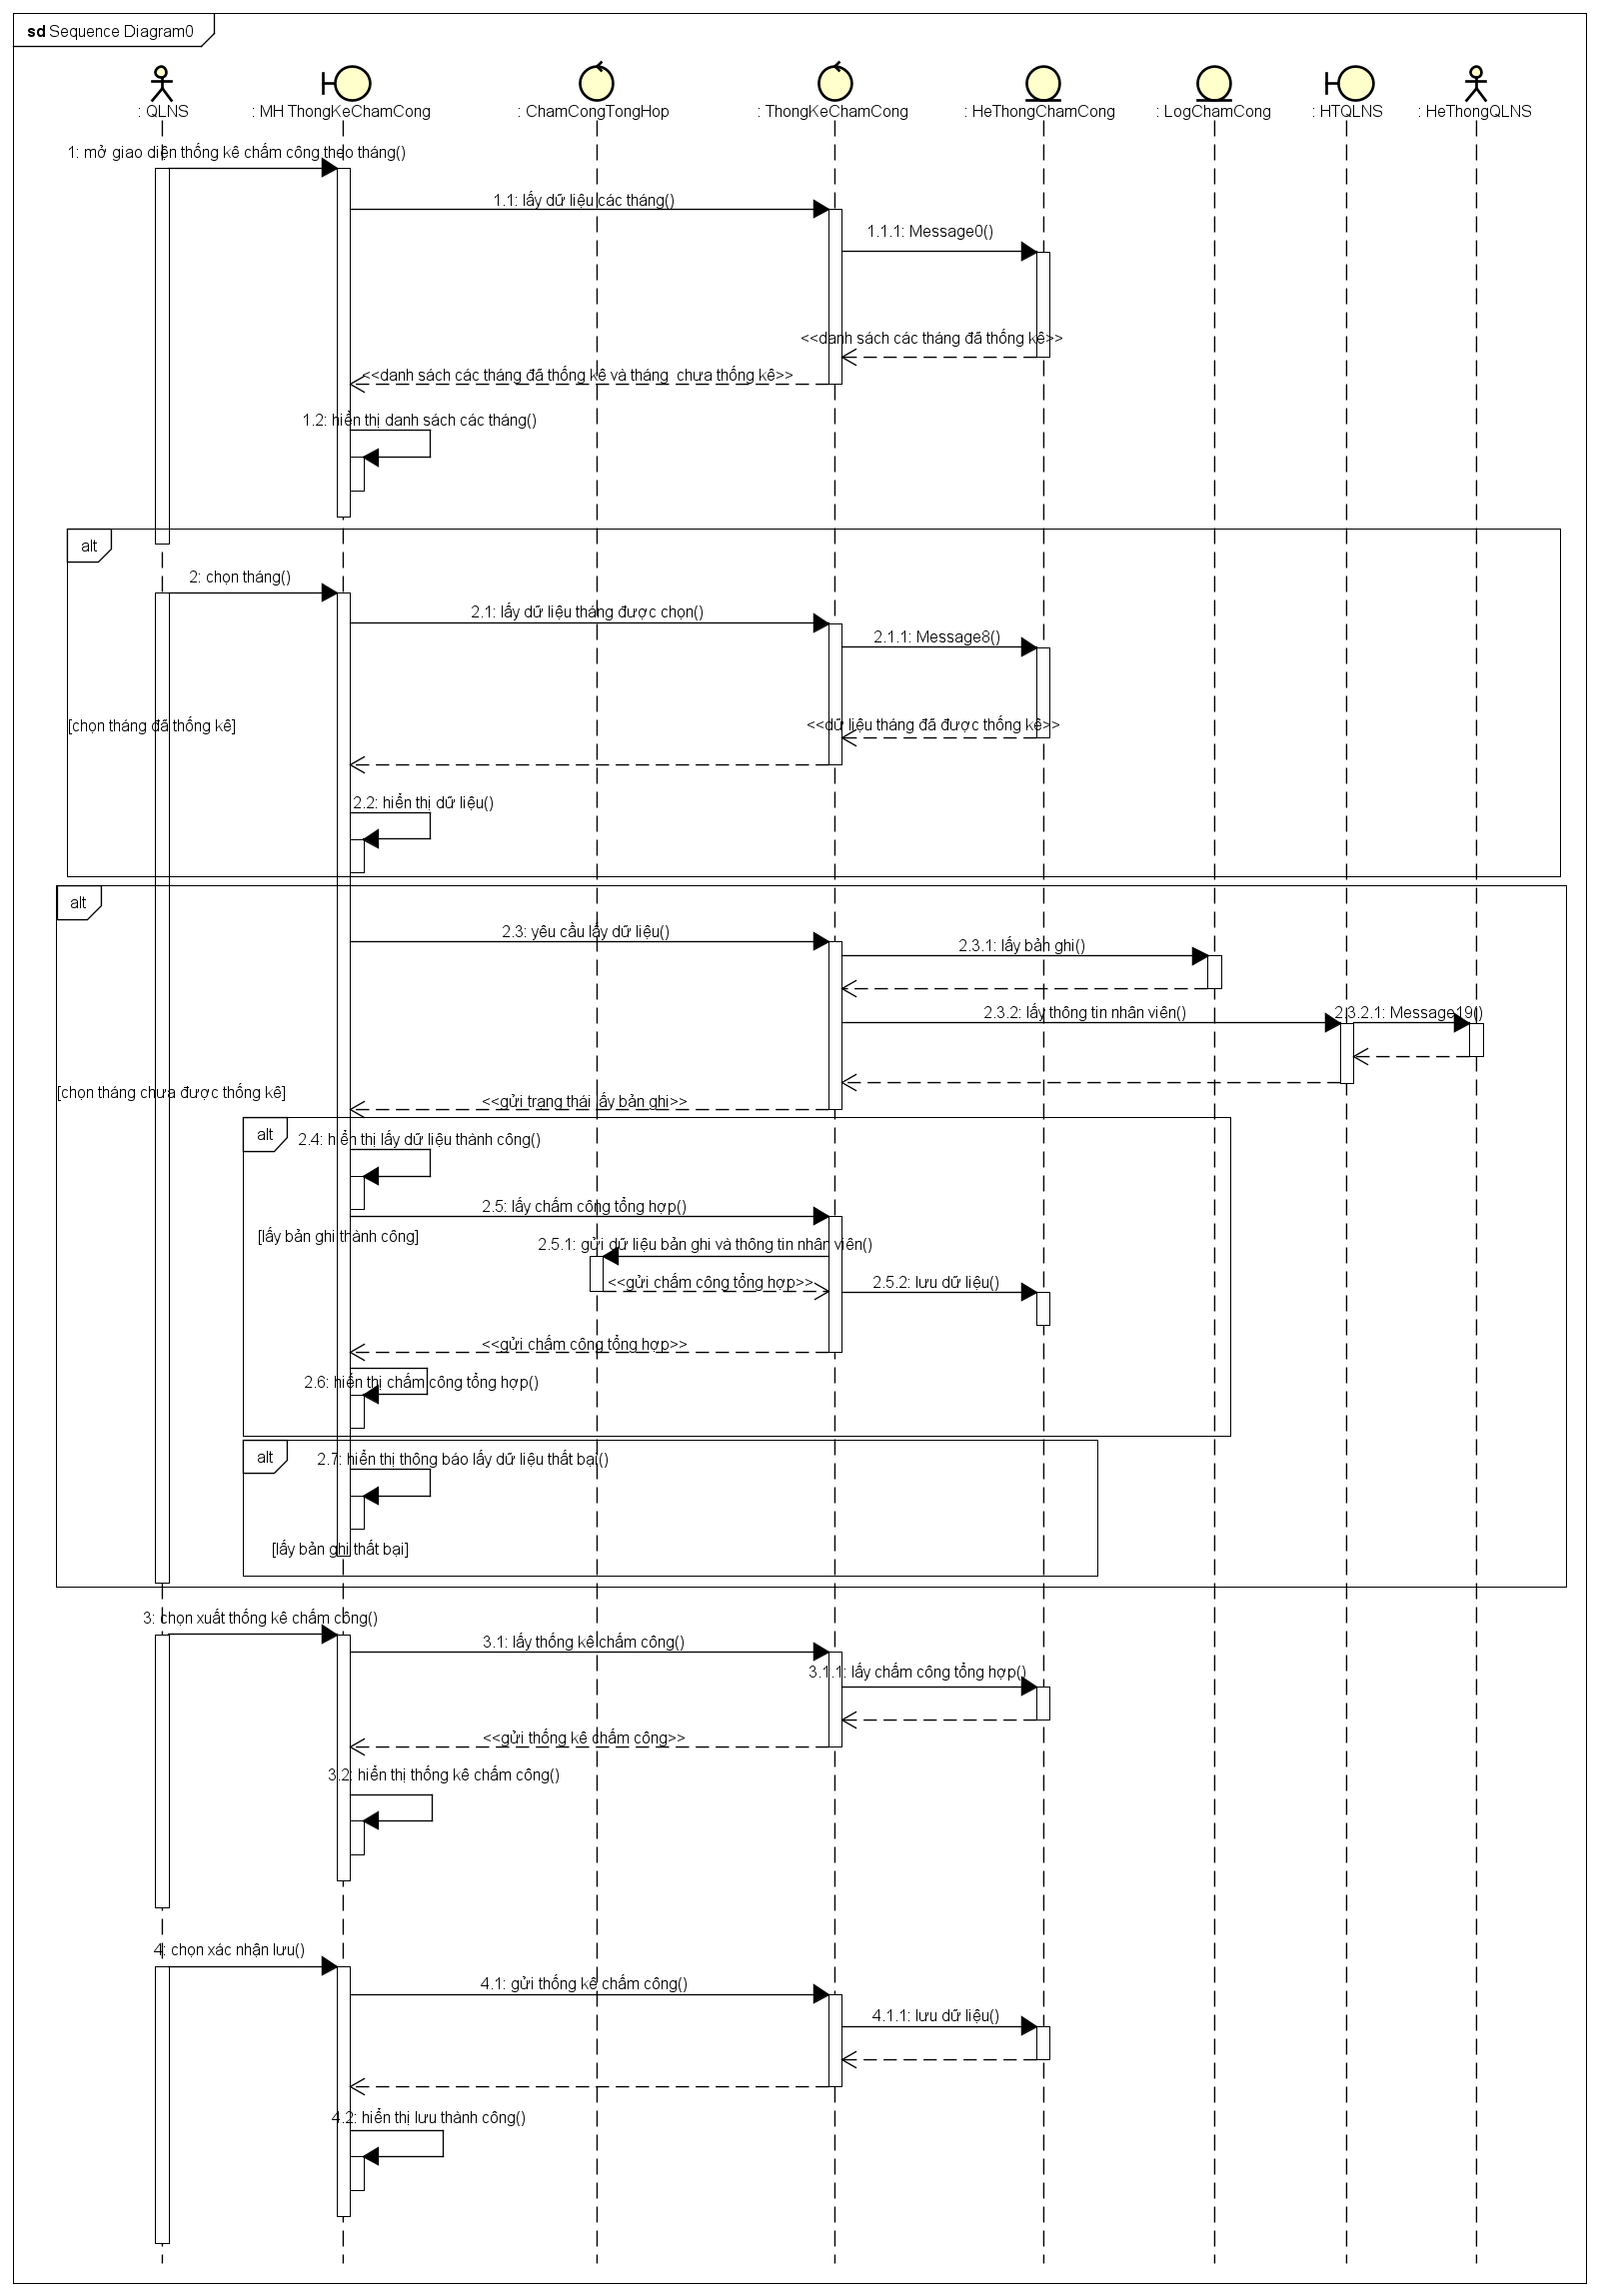 sd Sequence Diagram0
: QLNS
: MH ThongKeChamCong
: ChamCongTongHop
: ThongKeChamCong
: HeThongChamCong
: LogChamCong
: HTQLNS
: HeThongQLNS
1: mở giao diện thống kê chấm công theo tháng()
1.1: lấy dữ liệu các tháng()
1.1.1: Message0()
<<danh sách các tháng đã thống kê>>
<<danh sách các tháng đã thống kê và tháng  chưa thống kê>>
1.2: hiển thị danh sách các tháng()
alt
2: chọn tháng()
2.1: lấy dữ liệu tháng được chọn()
2.1.1: Message8()
[chọn tháng đã thống kê]
<<dữ liệu tháng đã được thống kê>>
2.2: hiển thị dữ liệu()
alt
2.3: yêu cầu lấy dữ liệu()
2.3.1: lấy bản ghi()
2.3.2: lấy thông tin nhân viên()
2.3.2.1: Message19()
[chọn tháng chưa được thống kê]
<<gửi trạng thái lấy bản ghi>>
alt
2.4: hiển thị lấy dữ liệu thành công()
2.5: lấy chấm công tổng hợp()
[lấy bản ghi thành công]
2.5.1: gửi dữ liệu bản ghi và thông tin nhân viên()
<<gửi chấm công tổng hợp>>
2.5.2: lưu dữ liệu()
<<gửi chấm công tổng hợp>>
2.6: hiển thị chấm công tổng hợp()
alt
2.7: hiển thị thông báo lấy dữ liệu thất bại()
[lấy bản ghi thất bại]
3: chọn xuất thống kê chấm công()
3.1: lấy thống kê chấm công()
3.1.1: lấy chấm công tổng hợp()
<<gửi thống kê chấm công>>
3.2: hiển thị thống kê chấm công()
4: chọn xác nhận lưu()
4.1: gửi thống kê chấm công()
4.1.1: lưu dữ liệu()
4.2: hiển thị lưu thành công()